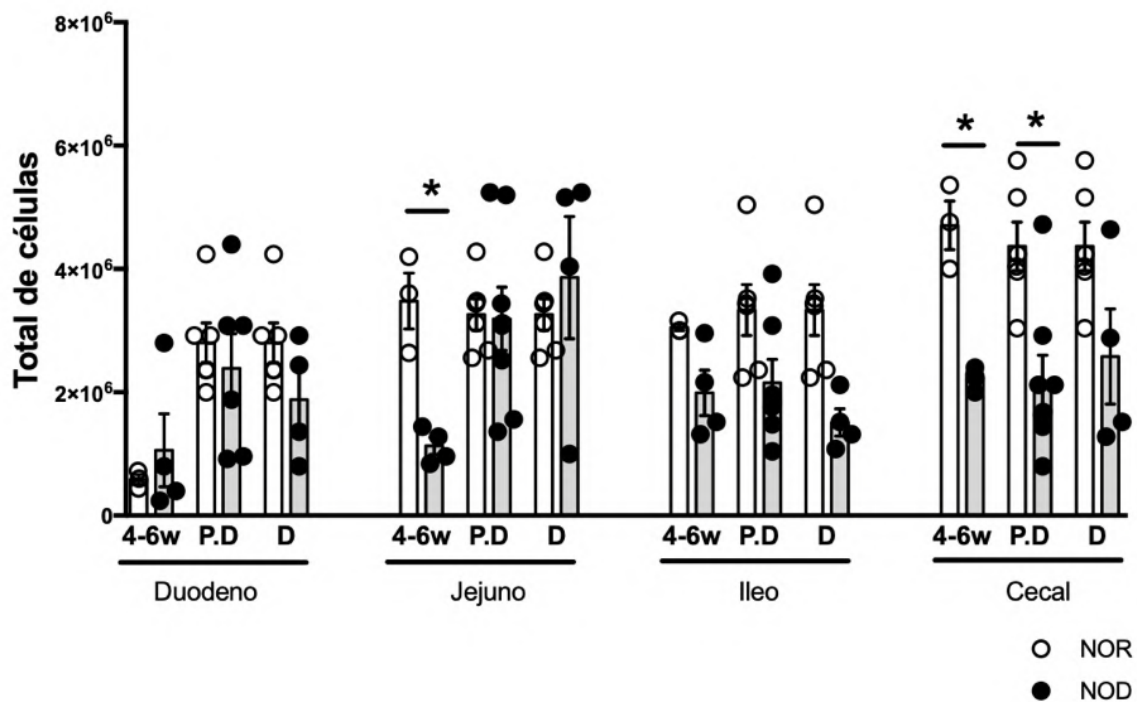 Total de células
8×10⁶
6×10⁶
4×10⁶
2×10⁶
0
* * *
4-6w P.D D 4-6w P.D D 4-6w P.D D 4-6w P.D D
Duodeno Jejuno Ileo Cecal
NOR
NOD